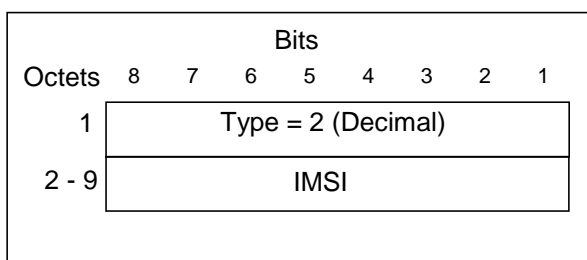 Bits
Octets 8 7 6 5 4 3 2 1
1 Type = 2 (Decimal)
2 - 9 IMSI